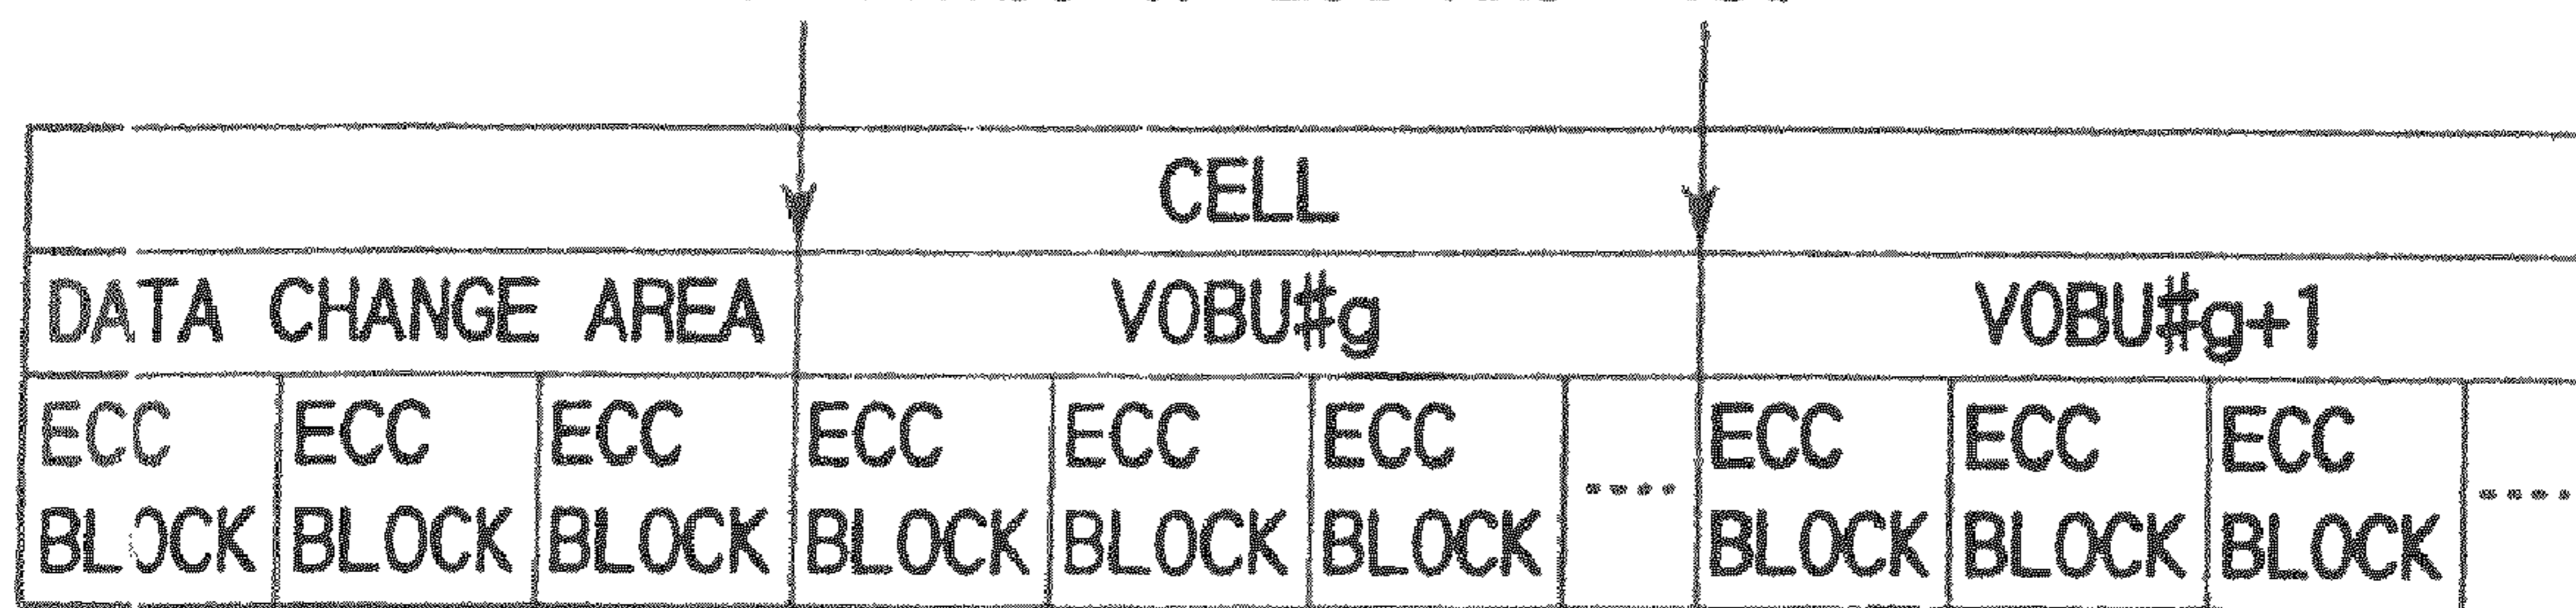 CELL
DATA CHANGE AREA VOBU#g VOBU#g+1
ECC ECC ECC ECC ECC ECC ECC ECC ECC
BLOCK BLOCK BLOCK BLOCK BLOCK BLOCK ---- BLOCK BLOCK BLOCK ----